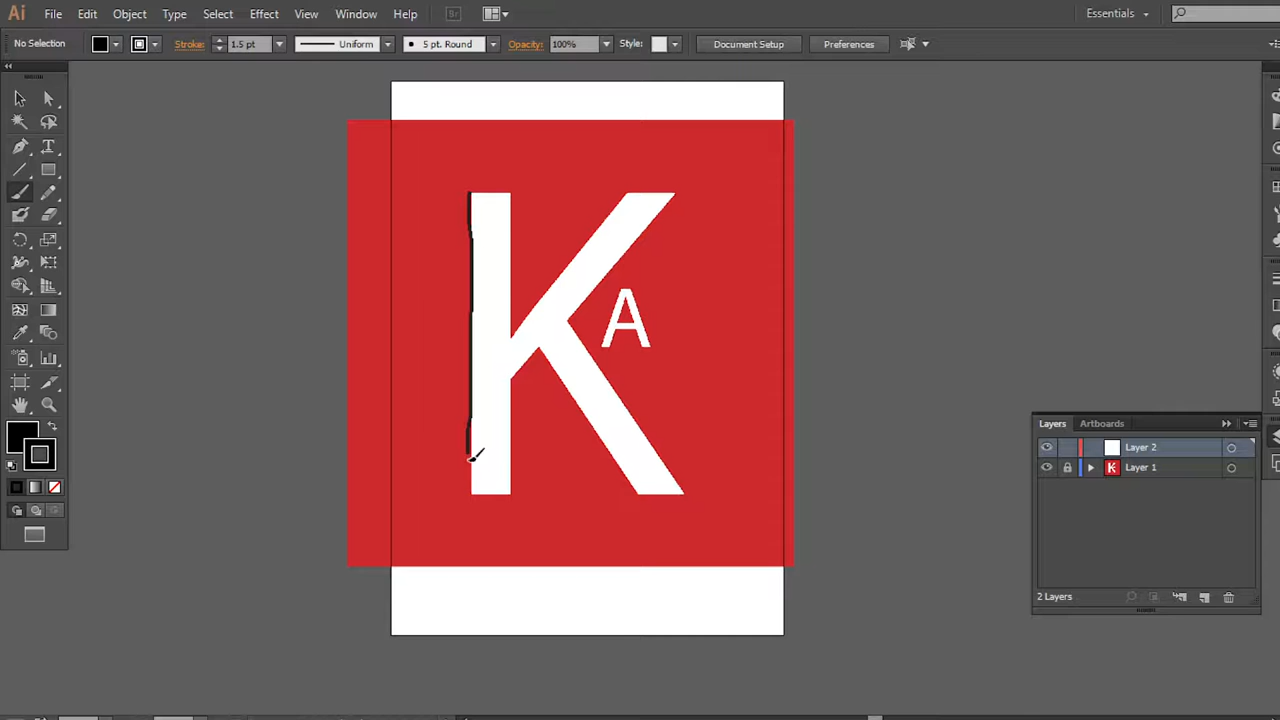 Ai File Edit Object Type Select Effect View Window Help Br Essentials
No Selection Stroke: 1.5 pt Uniform 5 pt. Round Opacity: 100% Style: Document Setup Preferences
K
A
T
Layers Artboards
Layer 2
K Layer 1
2 Layers